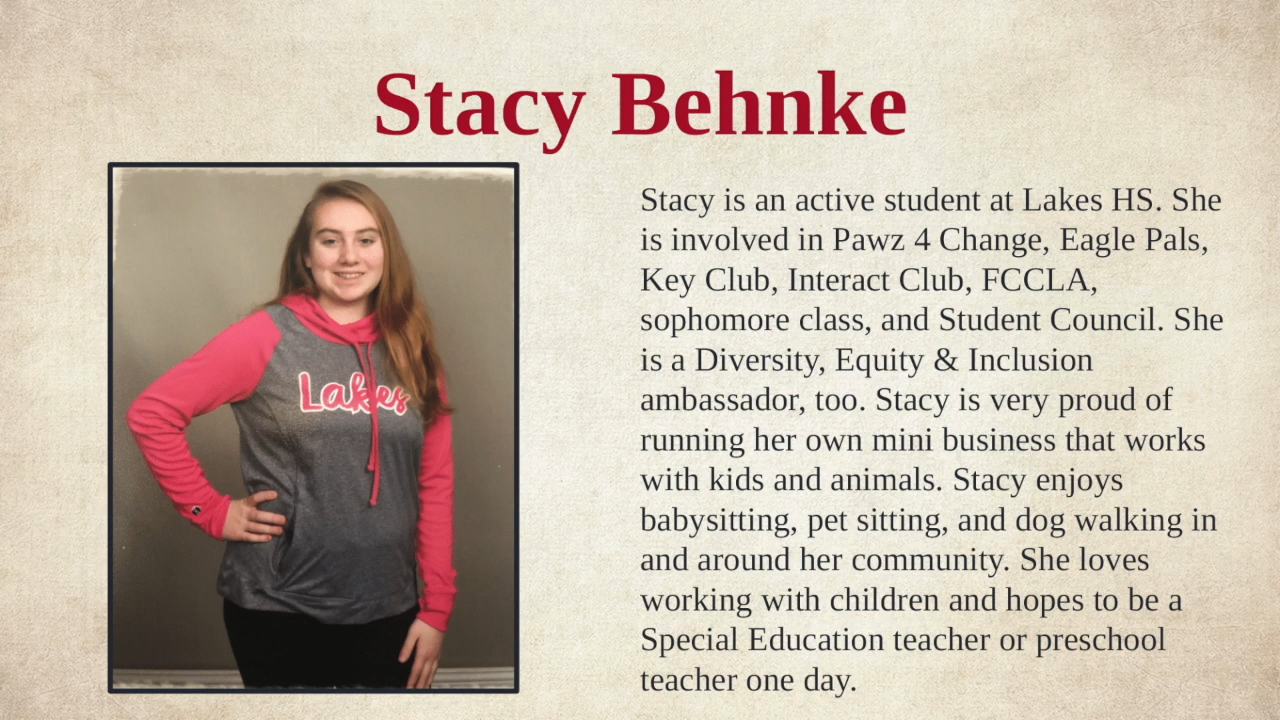 Stacy Behnke
Lakes
Stacy is an active student at Lakes HS. She
is involved in Pawz 4 Change, Eagle Pals,
Key Club, Interact Club, FCCLA,
sophomore class, and Student Council. She
is a Diversity, Equity & Inclusion
ambassador, too. Stacy is very proud of
running her own mini business that works
with kids and animals. Stacy enjoys
babysitting, pet sitting, and dog walking in
and around her community. She loves
working with children and hopes to be a
Special Education teacher or preschool
teacher one day.